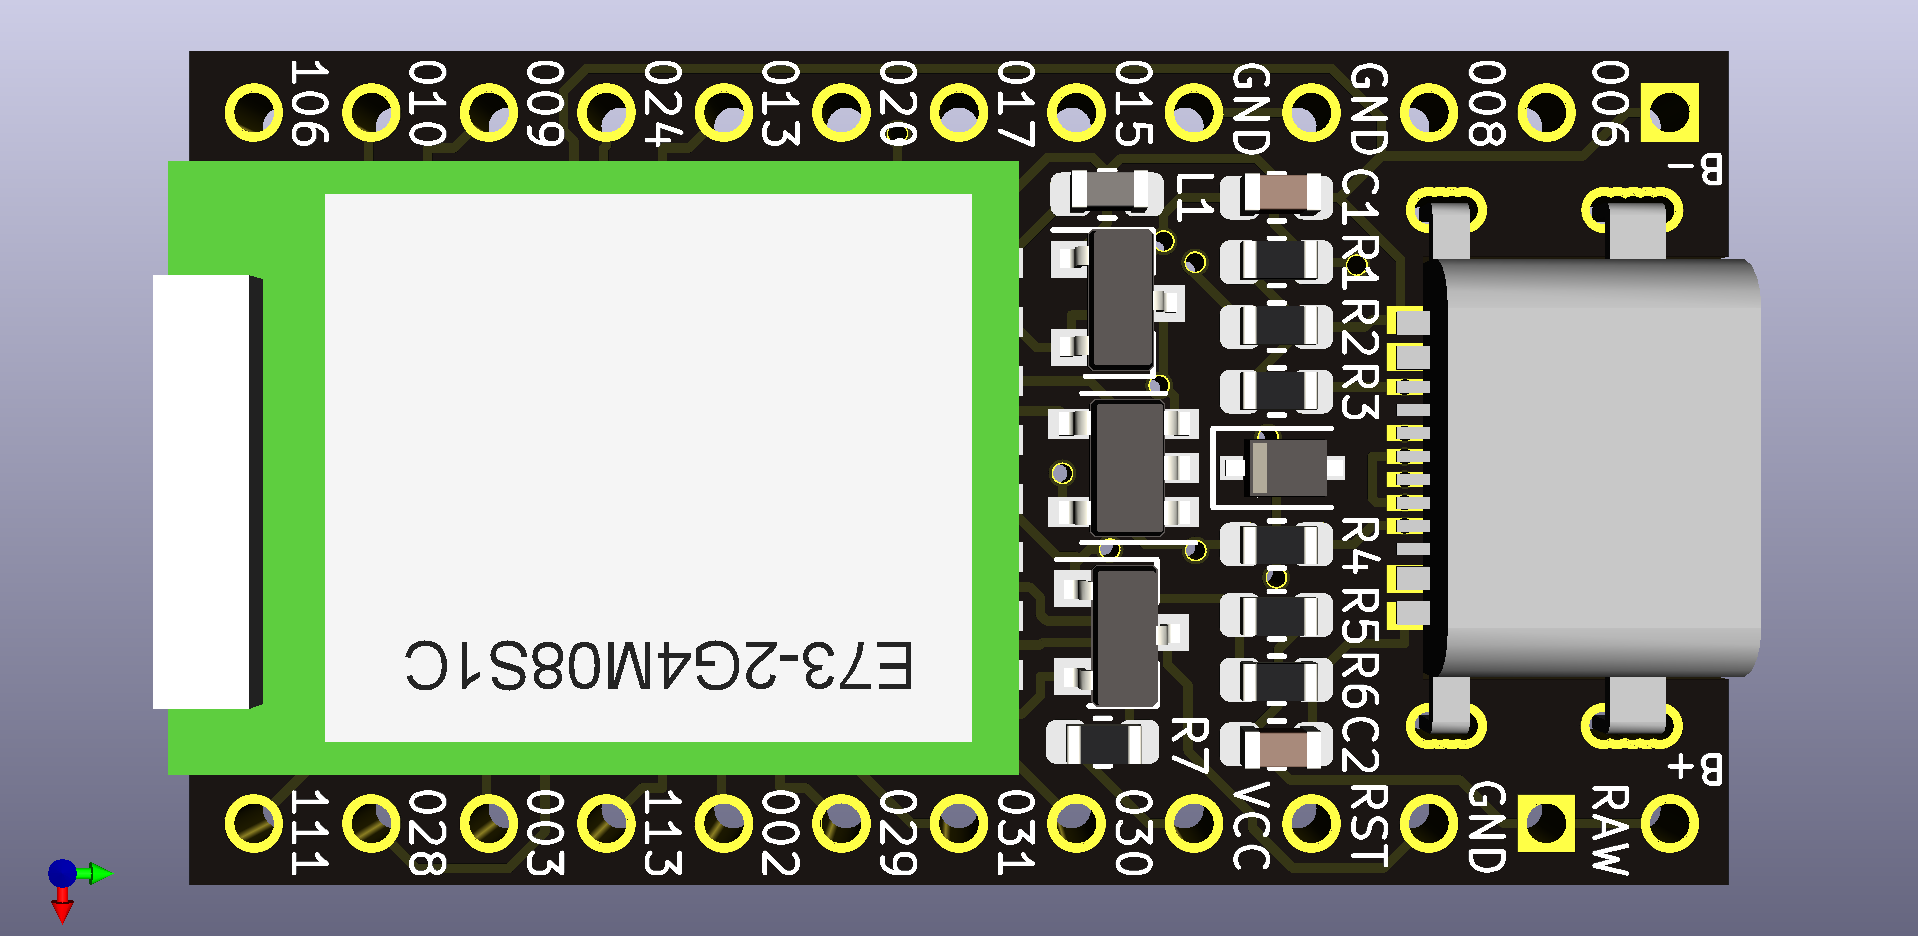 106
010
009
024
013
020
017
015
GND
GND
008
006
B-
L1
C1
R1
R2
R3
E73-2G4M08S1C
R4
R5
R6
C2
R7
B+
111
028
003
113
002
029
031
030
VCC
RST
GND
RAW